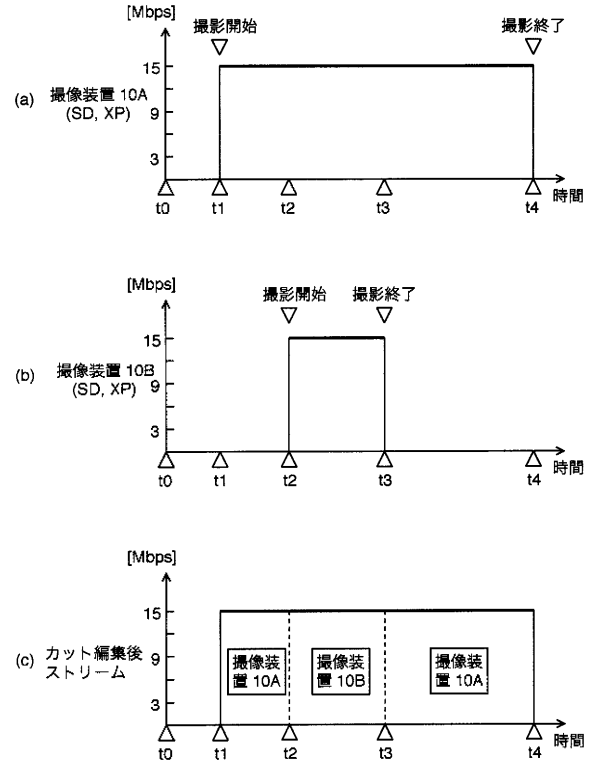 [Mbps]
撮影開始
撮影終了
15
(a) 撮像装置 10A
(SD, XP)
9
3
t0 t1 t2 t3 t4 時間
[Mbps]
撮影開始
撮影終了
15
(b) 撮像装置 10B
(SD, XP)
9
3
t0 t1 t2 t3 t4 時間
[Mbps]
15
(c) カット編集後
ストリーム
9
撮像装
置 10A
撮像装
置 10B
撮像装
置 10A
3
t0 t1 t2 t3 t4 時間